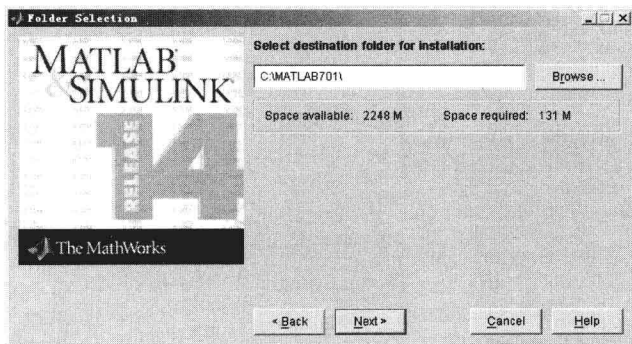 Folder Selection
MATLAB
& SIMULINK
RELEASE
14
The MathWorks
Select destination folder for installation:
C:\MATLAB701\
Browse ...
Space available: 2248 M
Space required: 131 M
< Back
Next >
Cancel
Help